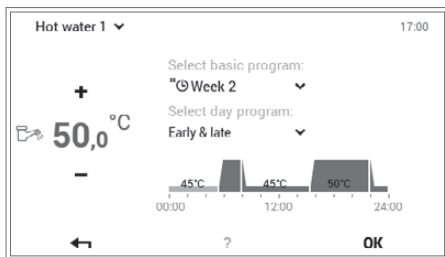 Hot water 1
17:00
Select basic program:
"Week 2
Select day program:
Early & late
50,0°C
45°C 45°C 50°C
00:00 12:00 24:00
? OK